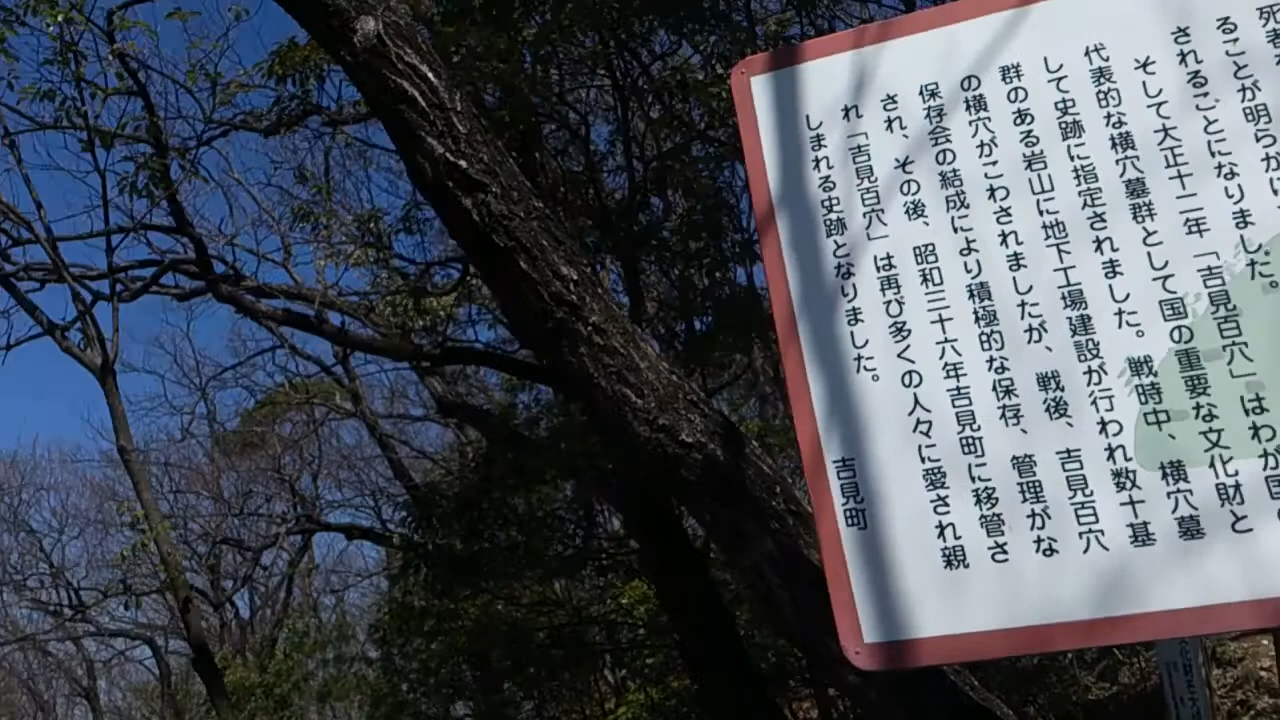 死者
ることが明らかに
されることになりました。
そして大正十二年「吉見百穴」はわが国
代表的な横穴墓群として国の重要な文化財と
して史跡に指定されました。戦時中、横穴墓
群のある岩山に地下工場建設が行われ数十基
の横穴がこわされましたが、戦後、吉見百穴
保存会の結成により積極的な保存、管理がな
され、その後、昭和三十六年吉見町に移管さ
れ「吉見百穴」は再び多くの人々に愛され親
しまれる史跡となりました。
吉見町